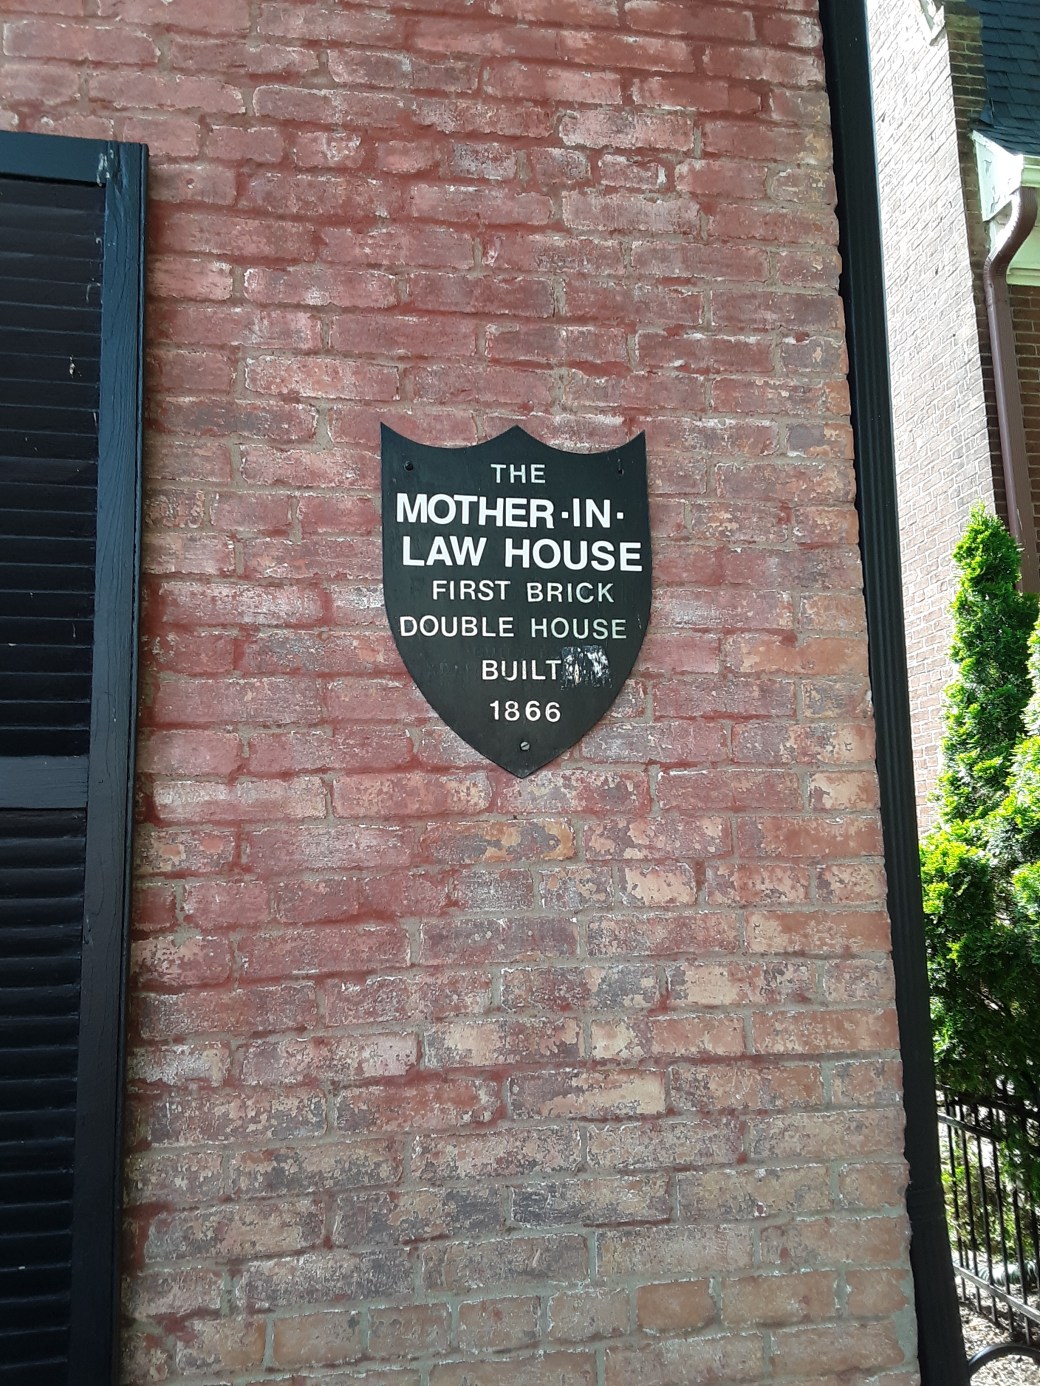 THE
MOTHER·IN·
LAW HOUSE
FIRST BRICK
DOUBLE HOUSE
BUILT
1866